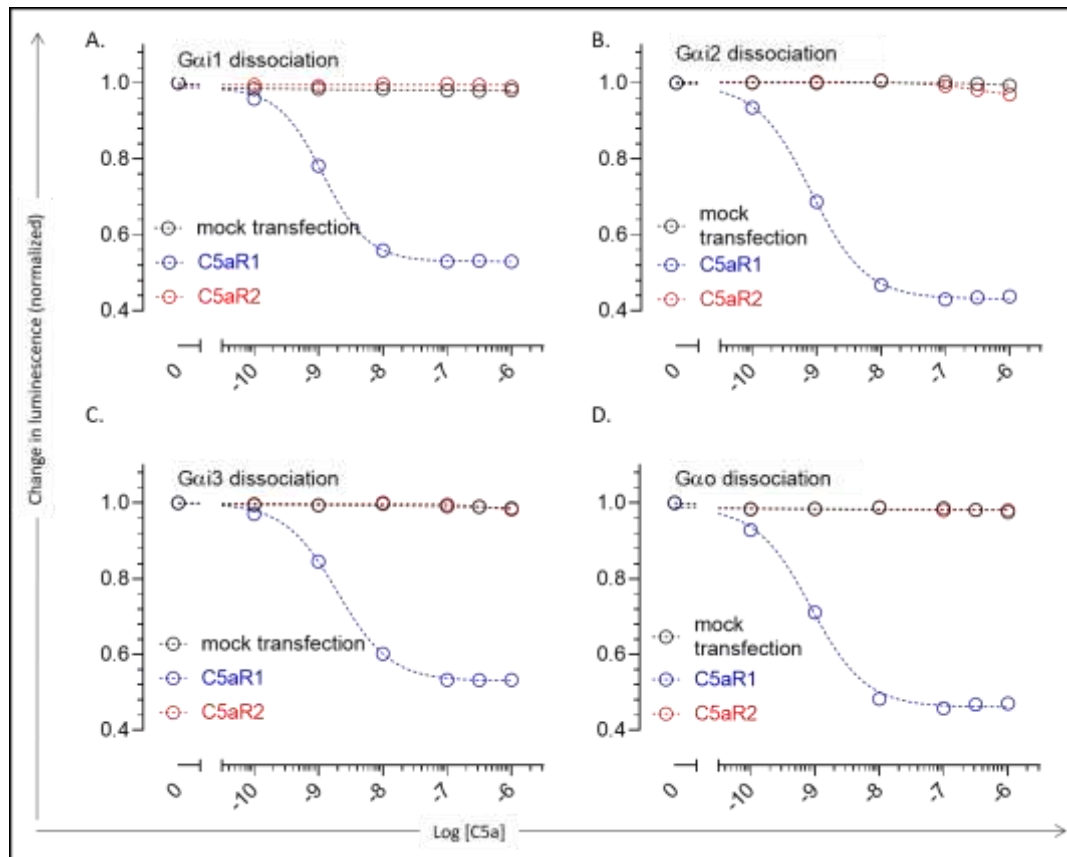 Change in luminescence (normalized)
A.
Gαi1 dissociation
1.0
0.8
0.6
0.4
mock transfection
C5aR1
C5aR2
0
-10
-9
-8
-7
-6
B.
Gαi2 dissociation
1.0
0.8
0.6
0.4
mock
transfection
C5aR1
C5aR2
0
-10
-9
-8
-7
-6
C.
Gαi3 dissociation
1.0
0.8
0.6
0.4
mock transfection
C5aR1
C5aR2
0
-10
-9
-8
-7
-6
D.
Gαo dissociation
1.0
0.8
0.6
0.4
mock
transfection
C5aR1
C5aR2
0
-10
-9
-8
-7
-6
Log [C5a]